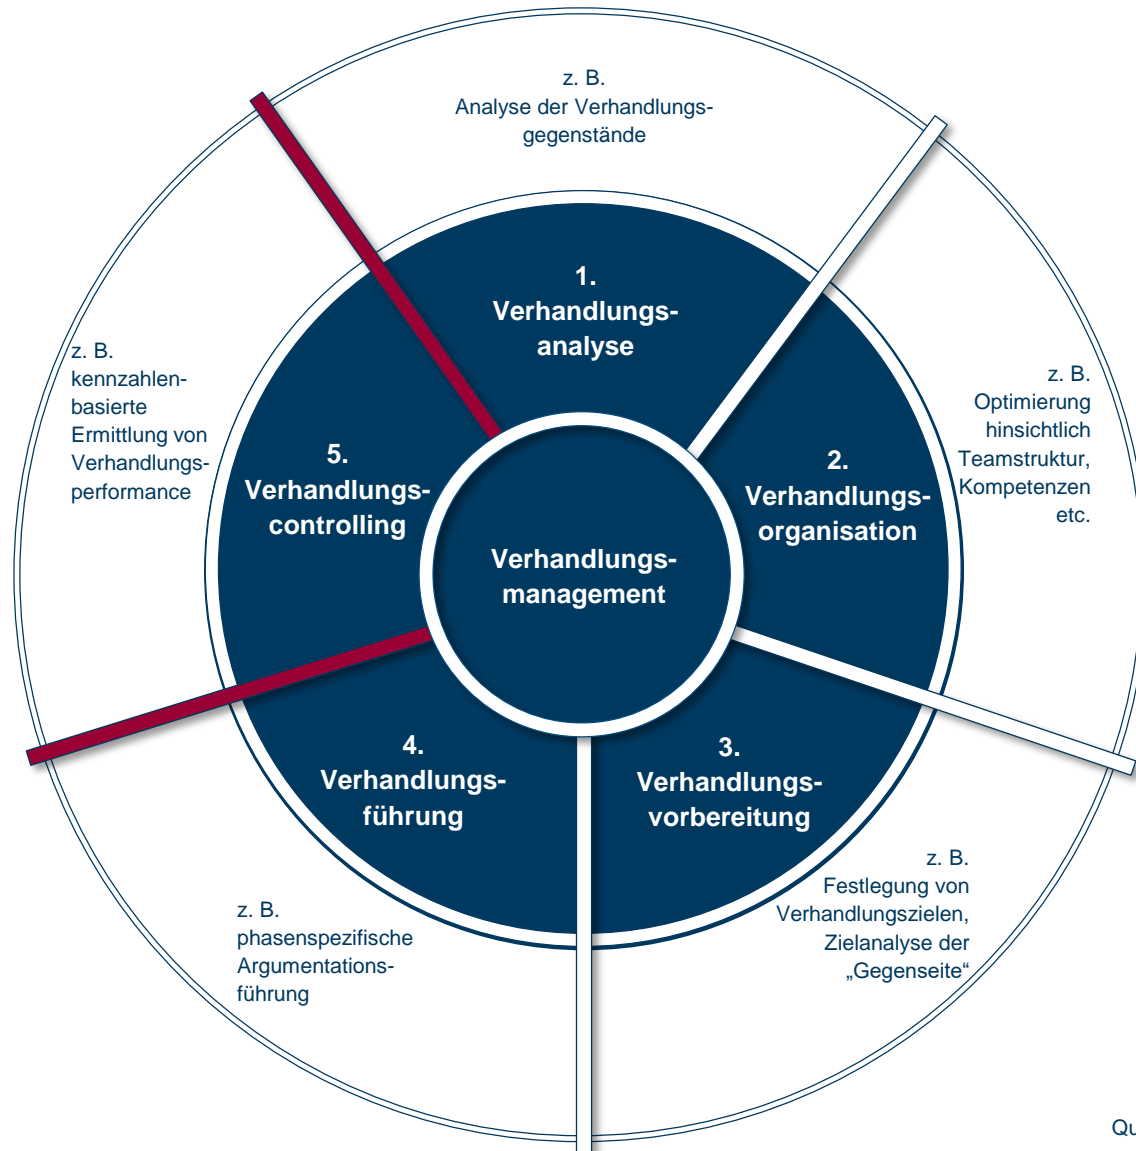 z. B.
Analyse der Verhandlungs-
gegenstände
1.
Verhandlungs-
analyse
z. B.
Optimierung
hinsichtlich
Teamstruktur,
Kompetenzen
etc.
2.
Verhandlungs-
organisation
z. B.
kennzahlen-
basierte
Ermittlung von
Verhandlungs-
performance
5.
Verhandlungs-
controlling
Verhandlungs-
management
4.
Verhandlungs-
führung
3.
Verhandlungs-
vorbereitung
z. B.
Festlegung von
Verhandlungszielen,
Zielanalyse der
„Gegenseite“
z. B.
phasenspezifische
Argumentations-
führung
Qu